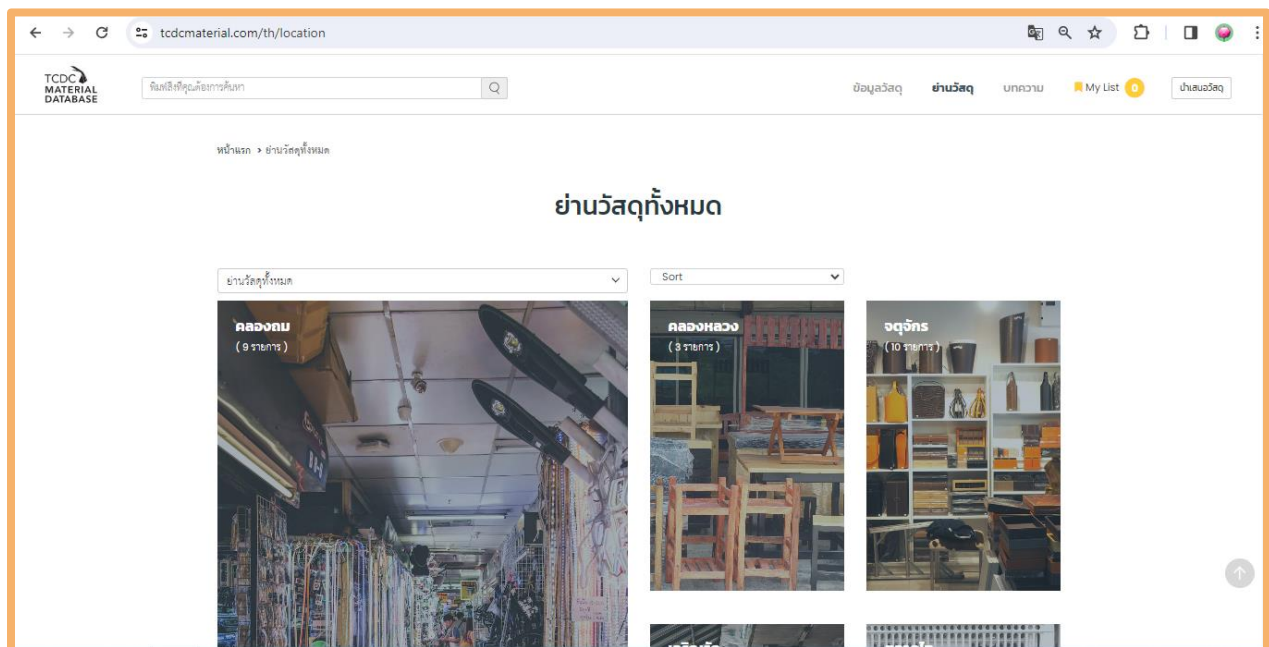 tcdcmaterial.com/th/location
TCDC
MATERIAL
DATABASE
พิมพ์สิ่งที่คุณต้องการค้นหา
ข้อมูลวัสดุ
ย่านวัสดุ
บทความ
My List 0
นำเสนอวัสดุ
หน้าแรก > ย่านวัสดุทั้งหมด
ย่านวัสดุทั้งหมด
ย่านวัสดุทั้งหมด
Sort
คลองถม
( 9 รายการ )
คลองหลวง
( 3 รายการ )
จตุจักร
( 10 รายการ )